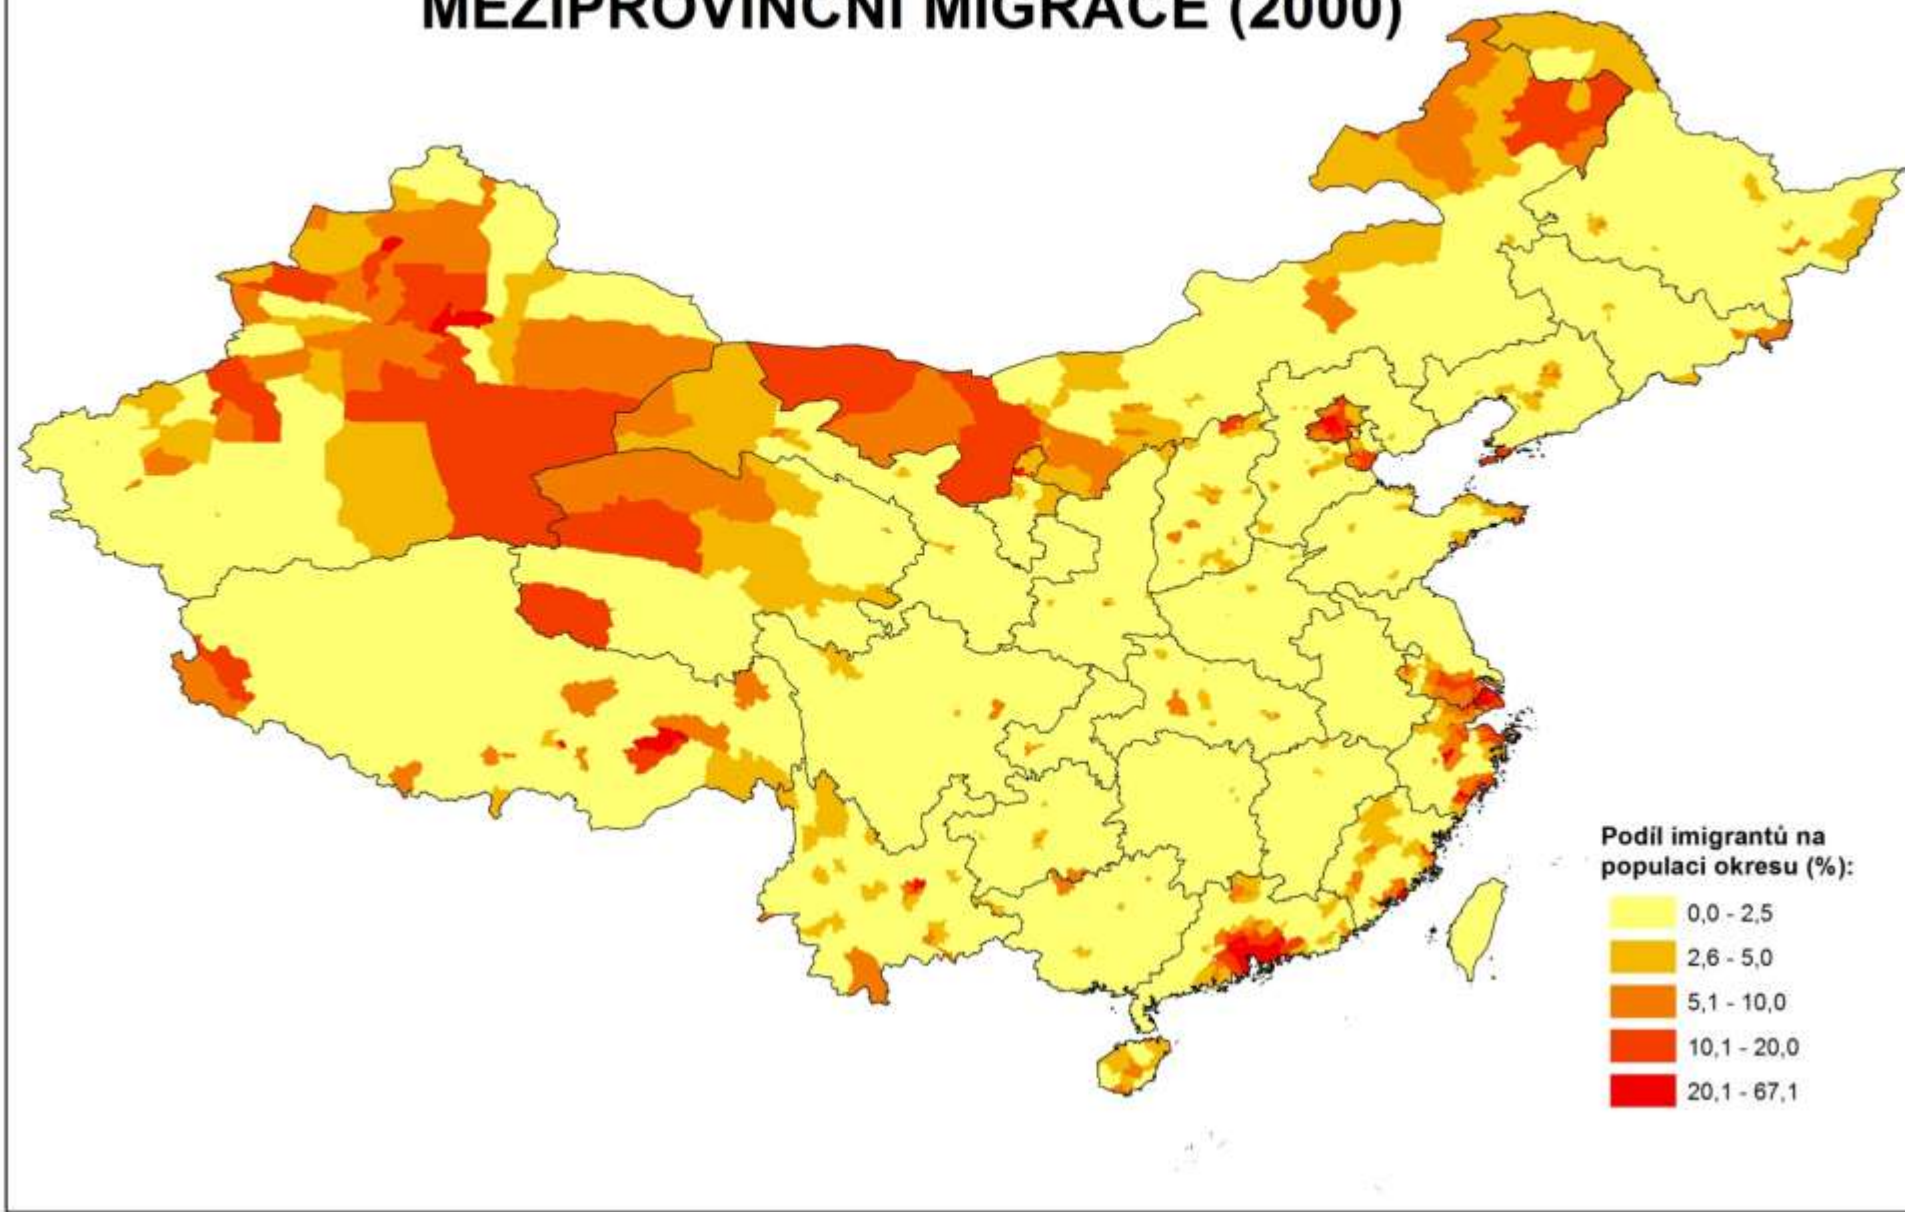 MEZIPROVINČNÍ MIGRACE (2000)
Podíl imigrantů na
populaci okresu (%):
0,0 - 2,5
2,6 - 5,0
5,1 - 10,0
10,1 - 20,0
20,1 - 67,1